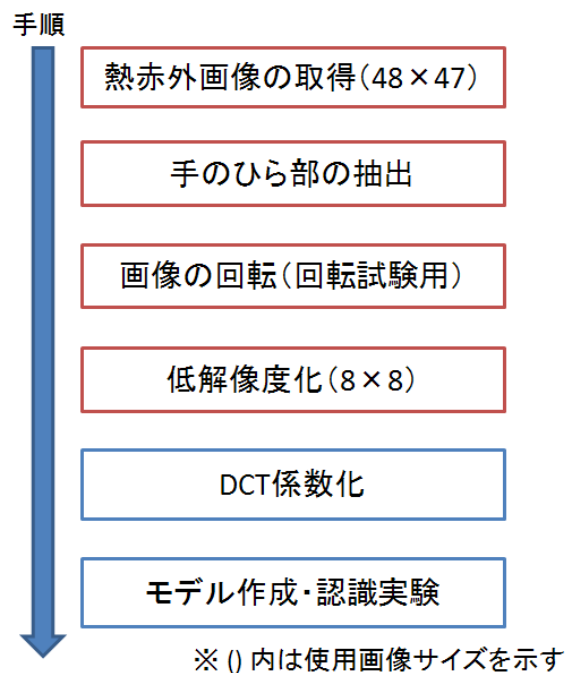 手順
熱赤外画像の取得(48×47)
手のひら部の抽出
画像の回転(回転試験用)
低解像度化(8×8)
DCT係数化
モデル作成・認識実験
※ () 内は使用画像サイズを示す